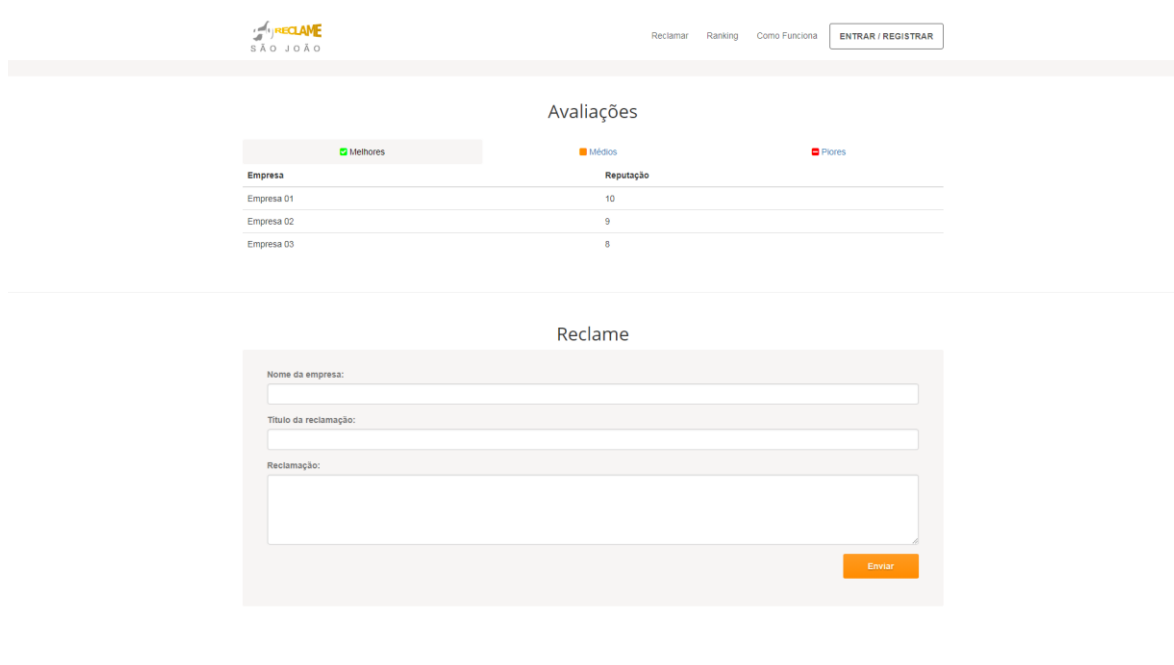 RECLAME
SÃO JOÃO
Reclamar Ranking Como Funciona ENTRAR / REGISTRAR
Avaliações
Melhores Médios Piores
Empresa Reputação
Empresa 01 10
Empresa 02 9
Empresa 03 8
Reclame
Nome da empresa:
Título da reclamação:
Reclamação:
Enviar